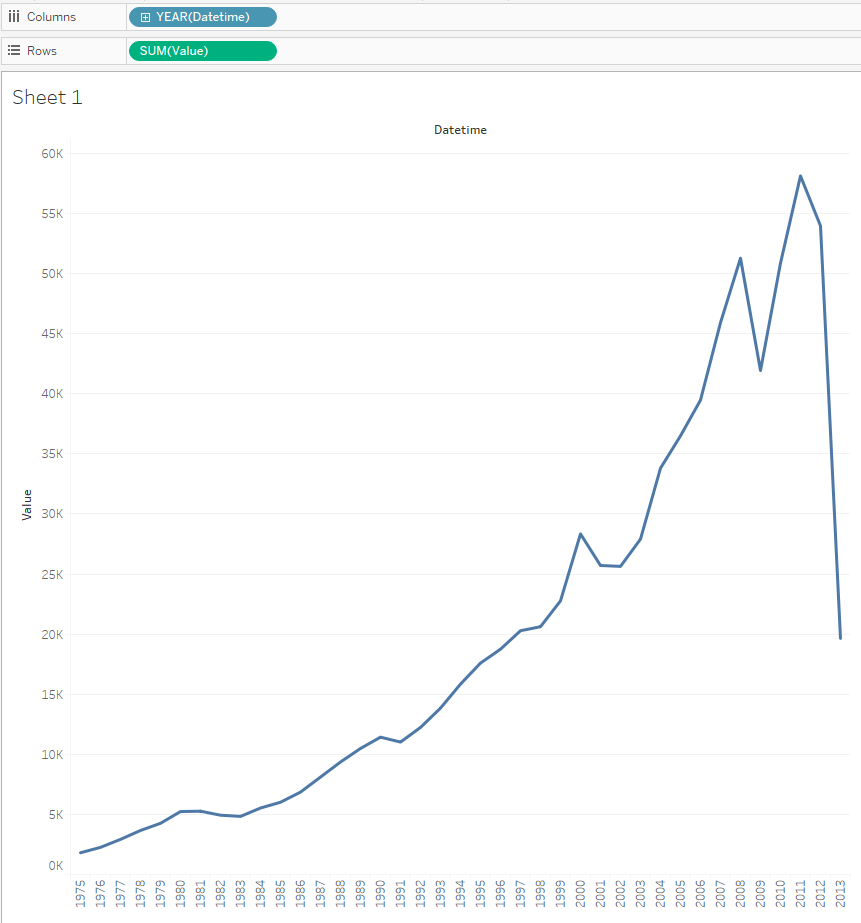 Columns
YEAR(Datetime)
Rows
SUM(Value)
Sheet 1
Datetime
60K
55K
50K
45K
40K
35K
30K
25K
20K
15K
10K
5K
0K
Value
1975
1976
1977
1978
1979
1980
1981
1982
1983
1984
1985
1986
1987
1988
1989
1990
1991
1992
1993
1994
1995
1996
1997
1998
1999
2000
2001
2002
2003
2004
2005
2006
2007
2008
2009
2010
2011
2012
2013